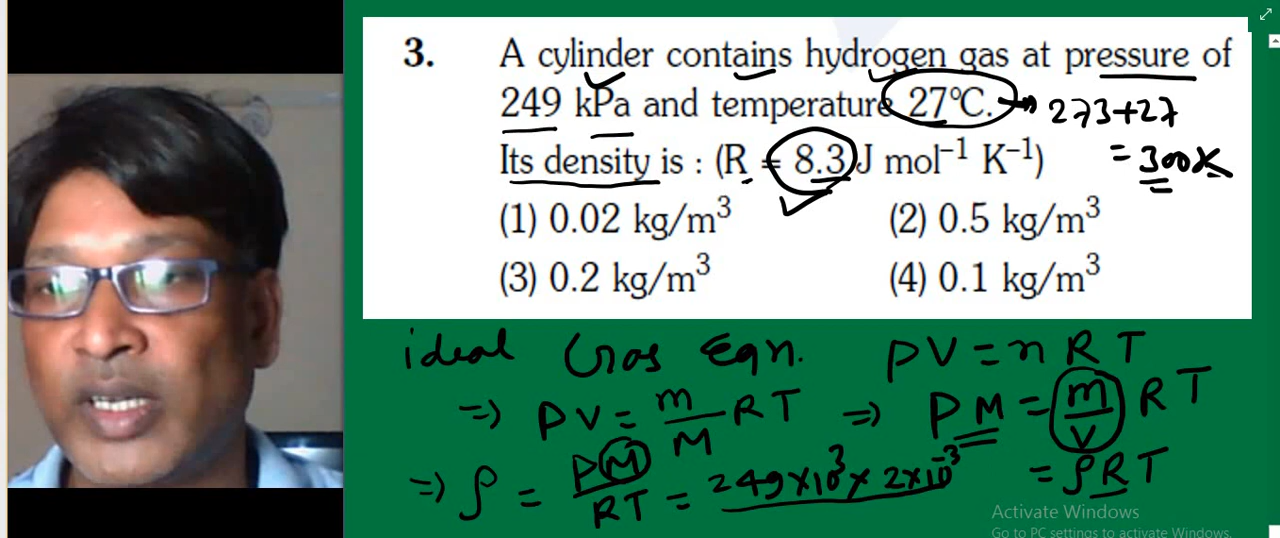 3. A cylinder contains hydrogen gas at pressure of
249 kPa and temperature 27°C. → 273+27
Its density is : (R = 8.3 J mol⁻¹ K⁻¹) = 300K
(1) 0.02 kg/m³ (2) 0.5 kg/m³
(3) 0.2 kg/m³ (4) 0.1 kg/m³
ideal Gas Eqn. PV = n R T
⇒ PV = m/M RT ⇒ PM = m/V RT
⇒ ρ = PM/RT = 249×10³×2×10⁻³ = ρRT
Activate Windows
Go to PC settings to activate Windows.